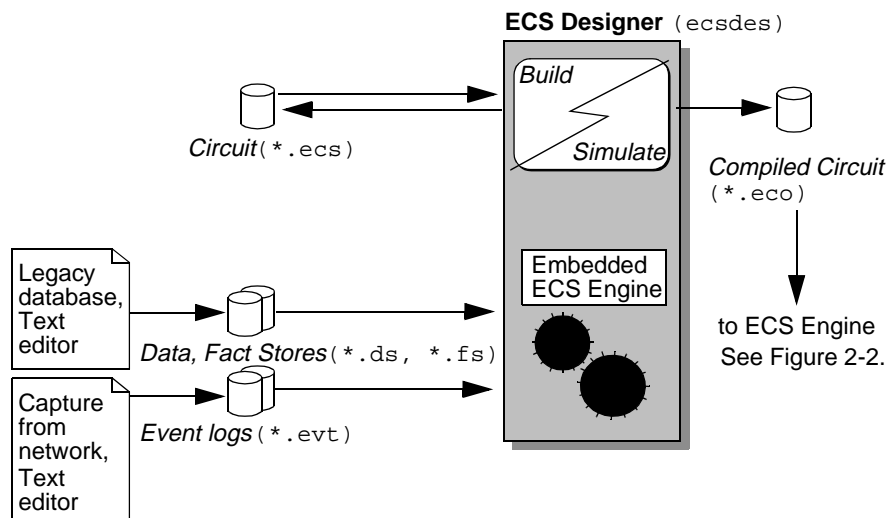 ECS Designer (ecsdes)
Build
Simulate
Circuit(*.ecs)
Compiled Circuit
(*.eco)
Legacy
database,
Text
editor
Embedded
ECS Engine
Data, Fact Stores(*.ds, *.fs)
to ECS Engine
See Figure 2-2.
Capture
from
network,
Text
editor
Event logs(*.evt)